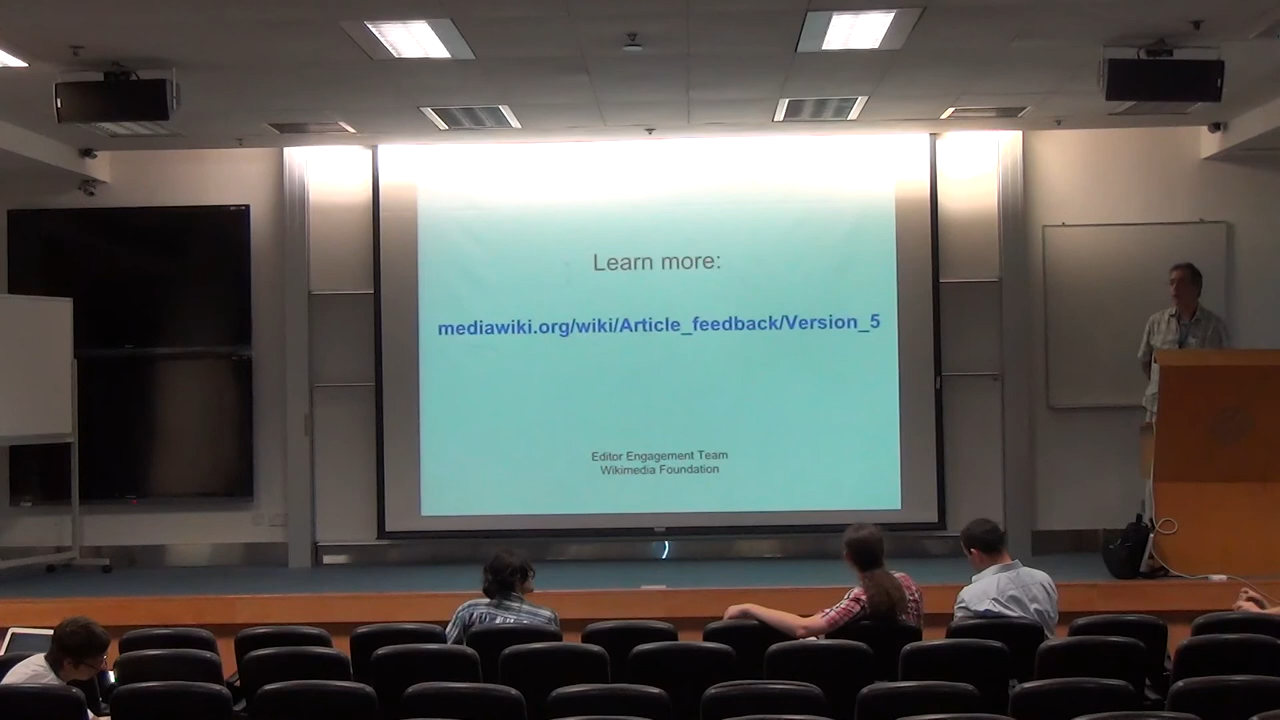 Learn more:
mediawiki.org/wiki/Article_feedback/Version_5
Editor Engagement Team
Wikimedia Foundation